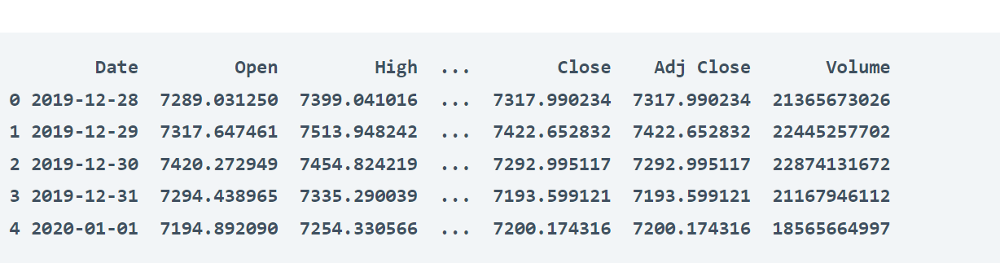 Date Open High ... Close Adj Close Volume
0 2019-12-28 7289.031250 7399.041016 ... 7317.990234 7317.990234 21365673026
1 2019-12-29 7317.647461 7513.948242 ... 7422.652832 7422.652832 22445257702
2 2019-12-30 7420.272949 7454.824219 ... 7292.995117 7292.995117 22874131672
3 2019-12-31 7294.438965 7335.290039 ... 7193.599121 7193.599121 21167946112
4 2020-01-01 7194.892090 7254.330566 ... 7200.174316 7200.174316 18565664997